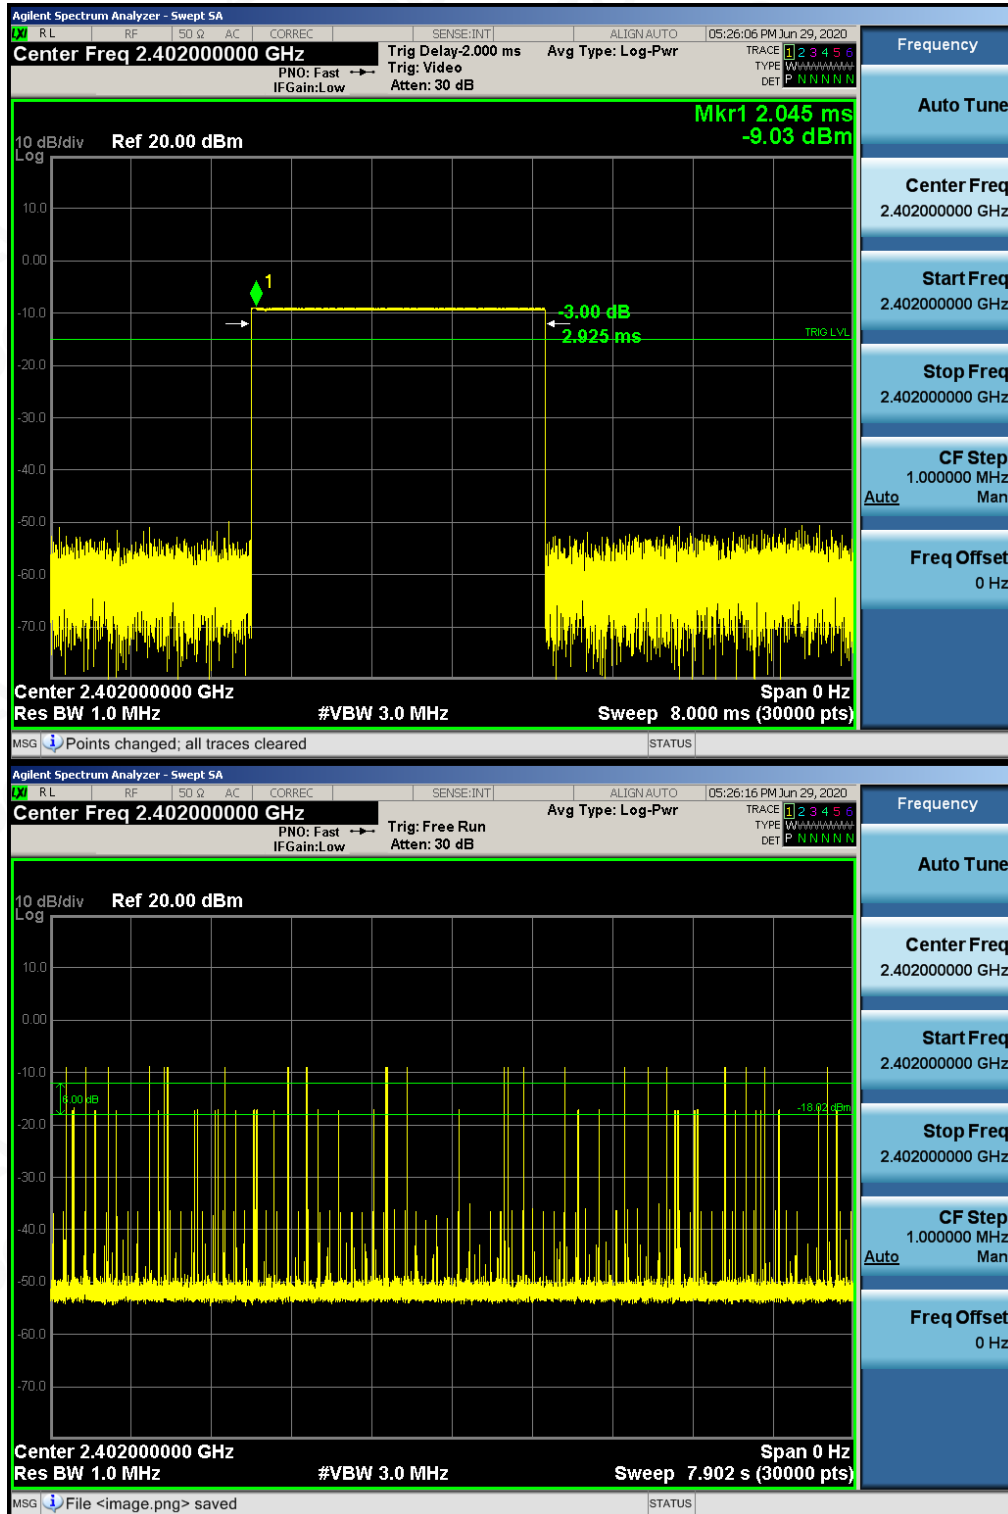 Agilent Spectrum Analyzer - Swept SA
LXI RL RF 50 Ω AC CORREC SENSE:INT ALIGN AUTO 05:26:06 PM Jun 29, 2020
Center Freq 2.402000000 GHz Trig Delay-2.000 ms Avg Type: Log-Pwr TRACE 1 2 3 4 5 6
PNO: Fast Trig: Video TYPE WWWWWW
IFGain:Low Atten: 30 dB DET P N N N N N
Frequency
Mkr1 2.045 ms
-9.03 dBm
10 dB/div Ref 20.00 dBm
Log
10.0
0.00
-10.0
-20.0
-30.0
-40.0
-50.0
-60.0
-70.0
1
-3.00 dB
2.925 ms
TRIG LVL
Center 2.402000000 GHz Span 0 Hz
Res BW 1.0 MHz #VBW 3.0 MHz Sweep 8.000 ms (30000 pts)
MSG Points changed; all traces cleared STATUS
Auto Tune
Center Freq
2.402000000 GHz
Start Freq
2.402000000 GHz
Stop Freq
2.402000000 GHz
CF Step
1.000000 MHz
Auto Man
Freq Offset
0 Hz
Agilent Spectrum Analyzer - Swept SA
LXI RL RF 50 Ω AC CORREC SENSE:INT ALIGN AUTO 05:26:16 PM Jun 29, 2020
Center Freq 2.402000000 GHz Avg Type: Log-Pwr TRACE 1 2 3 4 5 6
PNO: Fast Trig: Free Run TYPE WWWWWW
IFGain:Low Atten: 30 dB DET P N N N N N
Frequency
10 dB/div Ref 20.00 dBm
Log
10.0
0.00
-10.0
-20.0
-30.0
-40.0
-50.0
-60.0
-70.0
6.00 dB
-18.02 dBm
Center 2.402000000 GHz Span 0 Hz
Res BW 1.0 MHz #VBW 3.0 MHz Sweep 7.902 s (30000 pts)
MSG File <image.png> saved STATUS
Auto Tune
Center Freq
2.402000000 GHz
Start Freq
2.402000000 GHz
Stop Freq
2.402000000 GHz
CF Step
1.000000 MHz
Auto Man
Freq Offset
0 Hz